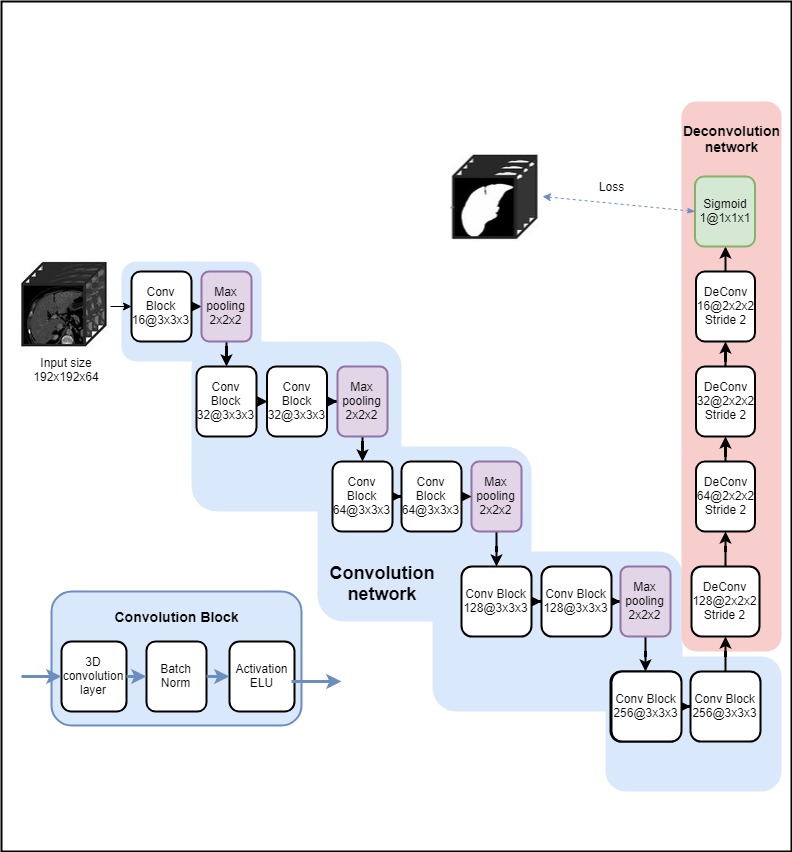 Deconvolution
network
Loss
Sigmoid
1@1x1x1
Conv
Block
16@3x3x3
Max
pooling
2x2x2
DeConv
16@2x2x2
Stride 2
Input size
192x192x64
Conv
Block
32@3x3x3
Conv
Block
32@3x3x3
Max
pooling
2x2x2
DeConv
32@2x2x2
Stride 2
Conv
Block
64@3x3x3
Conv
Block
64@3x3x3
Max
pooling
2x2x2
DeConv
64@2x2x2
Stride 2
Convolution
network
Conv Block
128@3x3x3
Conv Block
128@3x3x3
Max
pooling
2x2x2
DeConv
128@2x2x2
Stride 2
Convolution Block
3D
convolution
layer
Batch
Norm
Activation
ELU
Conv Block
256@3x3x3
Conv Block
256@3x3x3